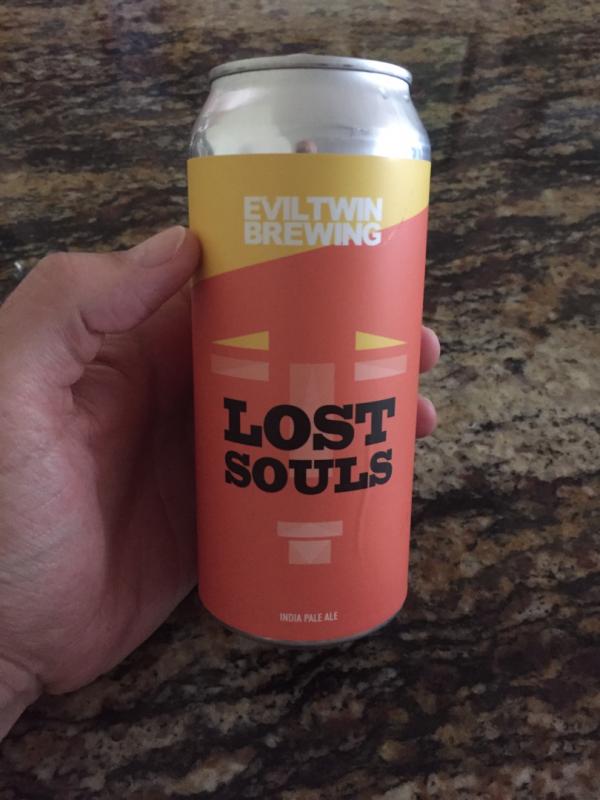 EVILTWIN
BREWING
LOST
SOULS
INDIA PALE ALE